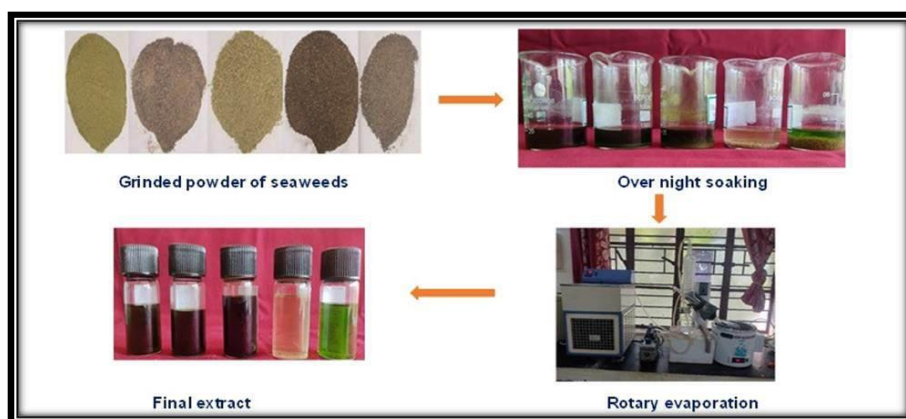 Grinded powder of seaweeds
Over night soaking
Final extract
Rotary evaporation